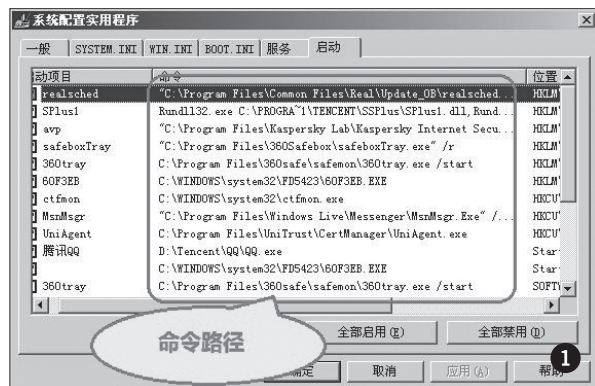 系统配置实用程序
一般 SYSTEM.INI WIN.INI BOOT.INI 服务 启动
动项目 命令 位置
realsched "C:\Program Files\Common Files\Real\Update_OB\realsched... HKLM
SPlus1 Rundll32.exe C:\PROGRA~1\TENCENT\SSPlus\SPlus1.dll,Rund... HKLM
avp "C:\Program Files\Kaspersky Lab\Kaspersky Internet Secu... HKLM
safeboxTray "C:\Program Files\360Safebox\safeboxTray.exe" /r HKLM
360tray C:\Program Files\360safe\safemon\360tray.exe /start HKLM
60F3EB C:\WINDOWS\system32\FD5423\60F3EB.EXE HKLM
ctfmon C:\WINDOWS\system32\ctfmon.exe HKCU
MsnMsgr "C:\Program Files\Windows Live\Messenger\MsnMsgr.Exe" /... HKCU
UniAgent C:\Program Files\UniTrust\CertManager\UniAgent.exe HKCU
腾讯QQ D:\Tencent\QQ\QQ.exe Star
C:\WINDOWS\system32\FD5423\60F3EB.EXE Star
360tray C:\Program Files\360safe\safemon\360tray.exe /start SOFT
全部启用(E) 全部禁用(D)
命令路径
确定 取消 应用(A) 帮助
1